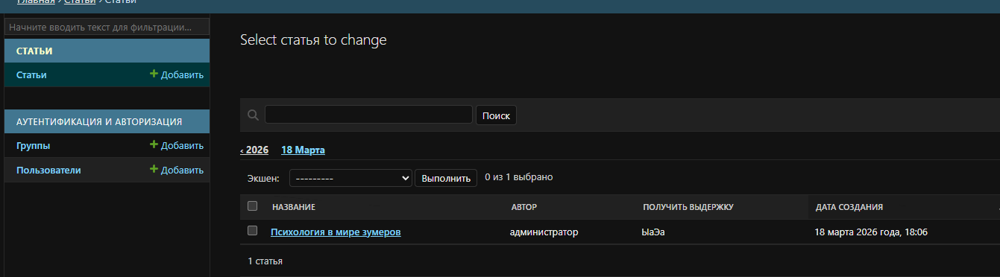 Главная › Статьи › Статьи
Начните вводить текст для фильтрации...
СТАТЬИ
Статьи + Добавить
АУТЕНТИФИКАЦИЯ И АВТОРИЗАЦИЯ
Группы + Добавить
Пользователи + Добавить
Select статья to change
Поиск
‹ 2026 18 Марта
Экшен: --------- Выполнить 0 из 1 выбрано
НАЗВАНИЕ АВТОР ПОЛУЧИТЬ ВЫДЕРЖКУ ДАТА СОЗДАНИЯ
Психология в мире зумеров администратор ЫаЭа 18 марта 2026 года, 18:06
1 статья